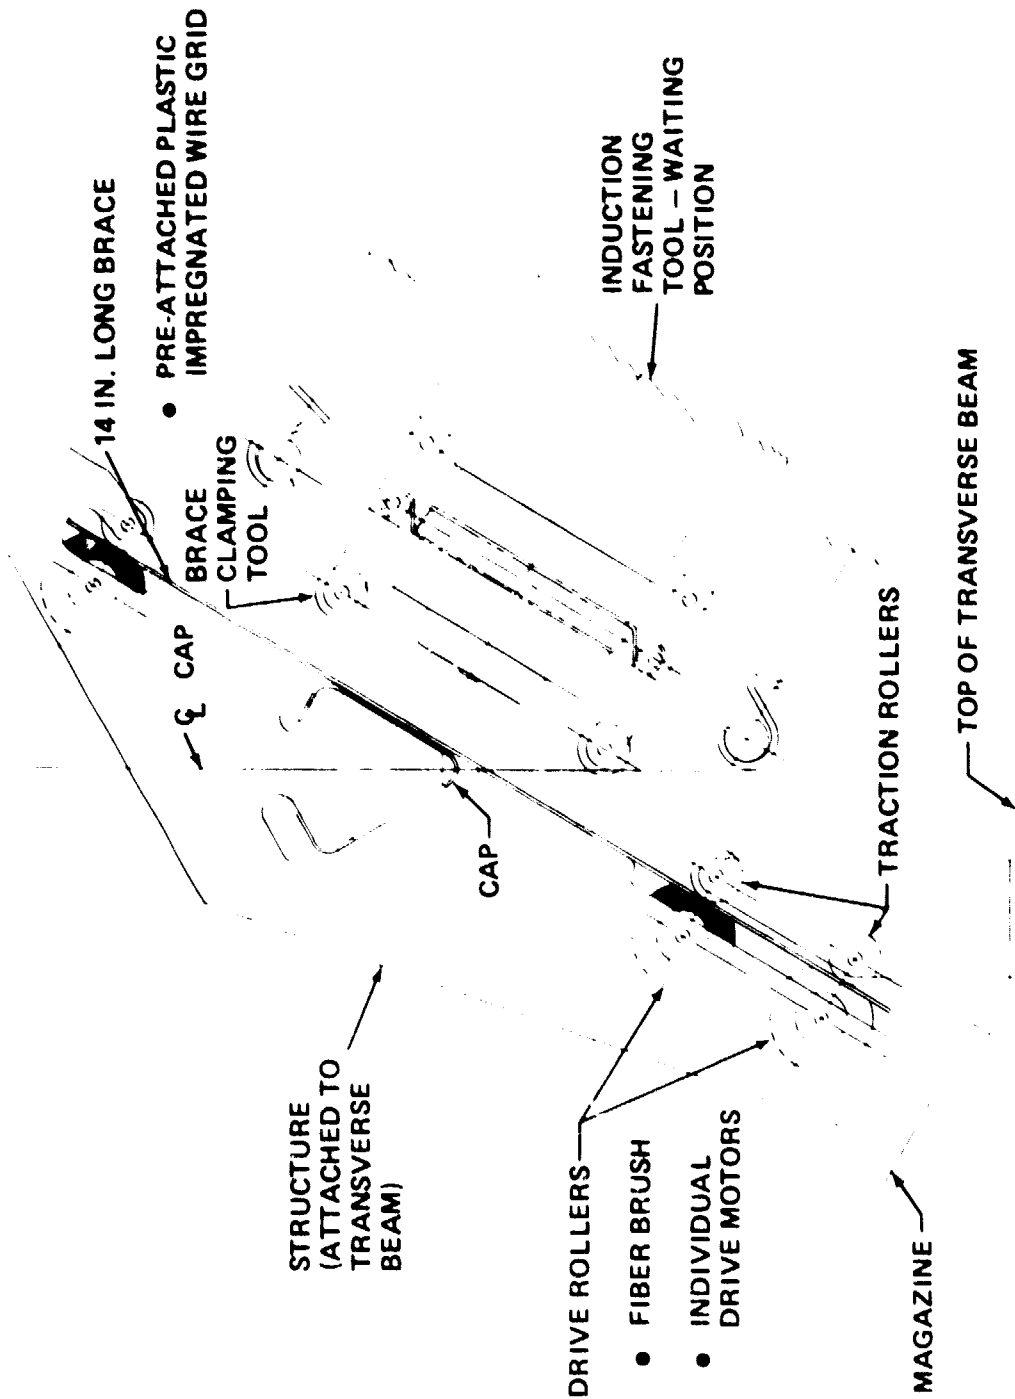 14 IN. LONG BRACE
● PRE-ATTACHED PLASTIC
IMPREGNATED WIRE GRID
BRACE
CLAMPING
TOOL
℄ CAP
CAP
INDUCTION
FASTENING
TOOL – WAITING
POSITION
STRUCTURE
(ATTACHED TO
TRANSVERSE
BEAM)
DRIVE ROLLERS
● FIBER BRUSH
● INDIVIDUAL
DRIVE MOTORS
TRACTION ROLLERS
TOP OF TRANSVERSE BEAM
MAGAZINE